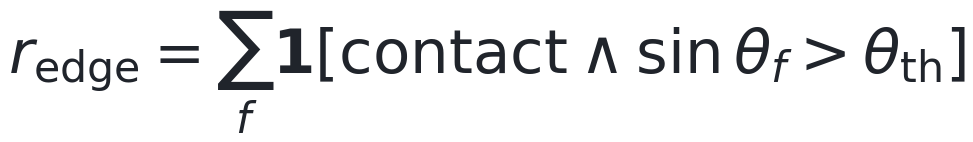 r_edge = ∑_f 𝟏[contact ∧ sin θ_f > θ_th]